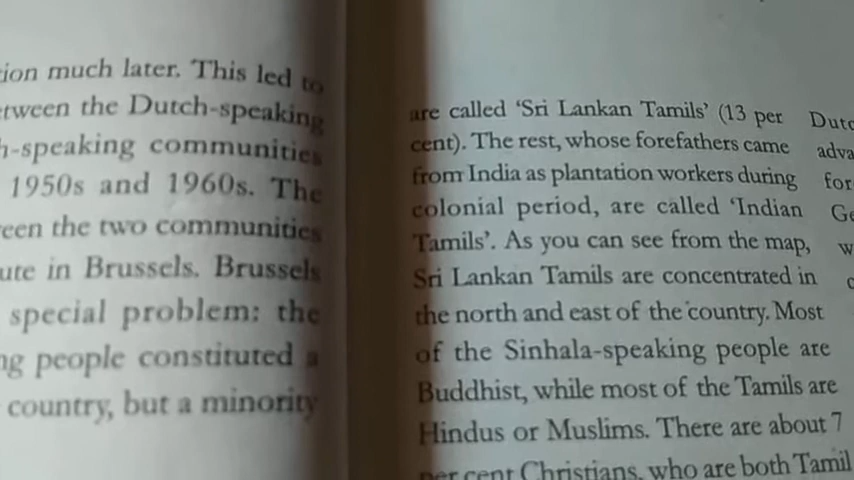 ion much later. This led to
tween the Dutch-speaking
h-speaking communities
1950s and 1960s. The
een the two communities
ute in Brussels. Brussels
special problem: the
ng people constituted a
country, but a minority
are called ‘Sri Lankan Tamils’ (13 per
cent). The rest, whose forefathers came
from India as plantation workers during
colonial period, are called ‘Indian
Tamils’. As you can see from the map,
Sri Lankan Tamils are concentrated in
the north and east of the country. Most
of the Sinhala-speaking people are
Buddhist, while most of the Tamils are
Hindus or Muslims. There are about 7
per cent Christians, who are both Tamil
Dutc
adva
for
Ge
w